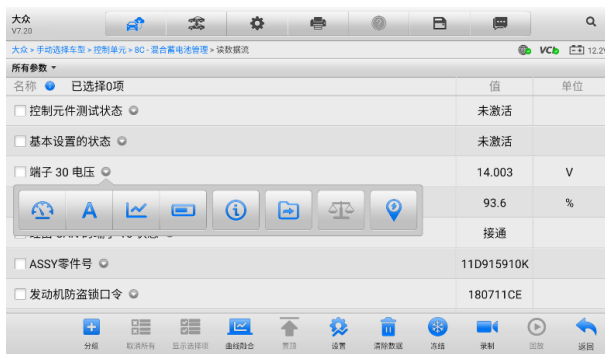 大众
V7.20
大众 > 手动选择车型 > 控制单元 > 8C - 混合蓄电池管理 > 读数据流
VCb 12.2V
所有参数
名称 已选择0项 值 单位
控制元件测试状态 未激活
基本设置的状态 未激活
端子 30 电压 14.003 V
A
93.6 %
接通
ASSY零件号 11D915910K
发动机防盗锁口令 180711CE
分组 取消所有 显示选择项 曲线融合 置顶 设置 清除数据 冻结 录制 回放 返回